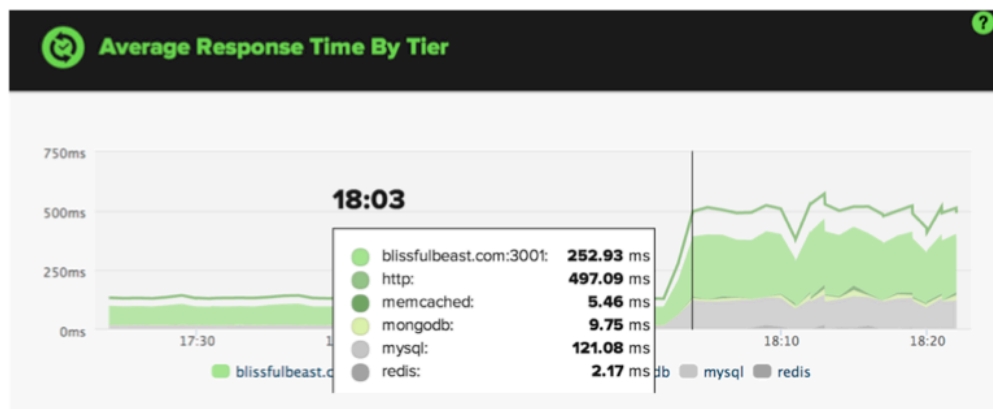 ?
Average Response Time By Tier
750ms
500ms
250ms
0ms
18:03
blissfulbeast.com:3001: 252.93 ms
http: 497.09 ms
memcached: 5.46 ms
mongodb: 9.75 ms
mysql: 121.08 ms
redis: 2.17 ms
17:30 1 18:10 18:20
blissfulbeast.c db mysql redis